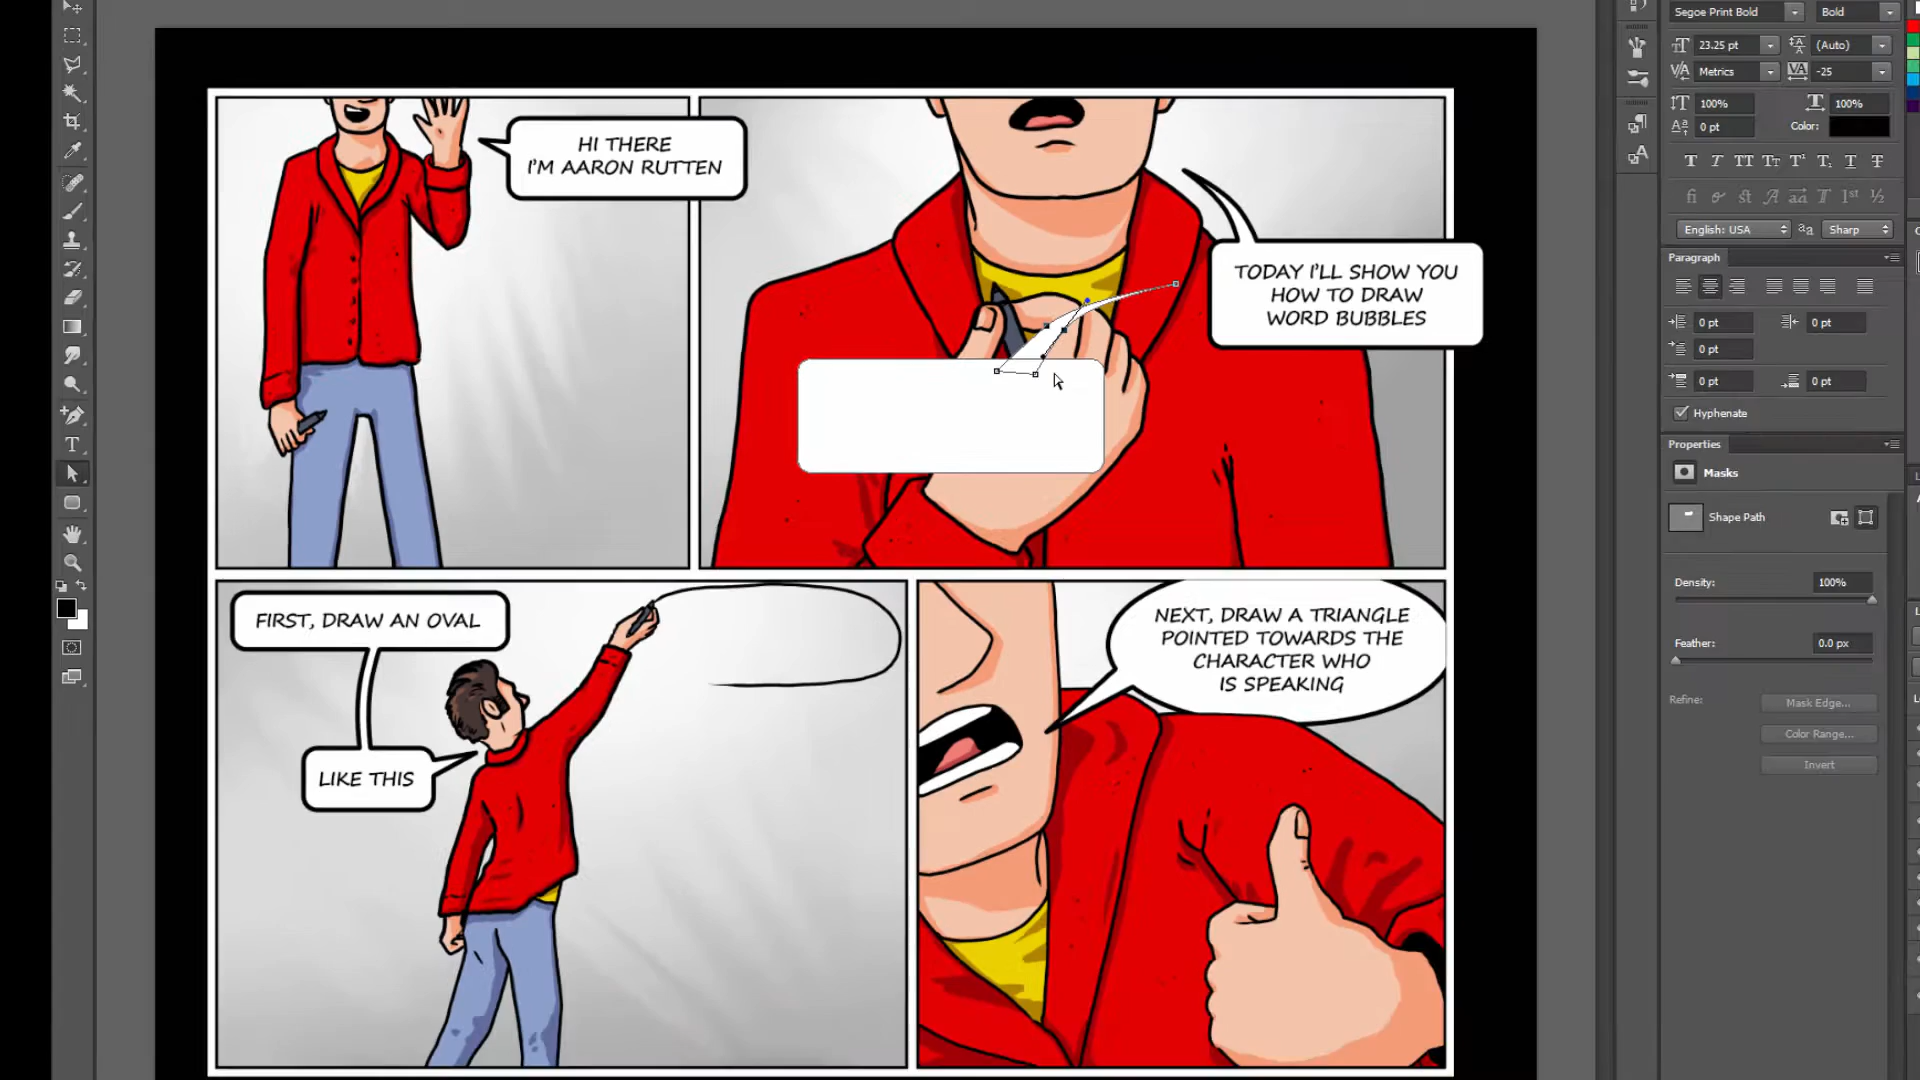 Segoe Print Bold
Bold
23.25 pt
(Auto)
Metrics
-25
100%
100%
0 pt
Color:
English: USA
Sharp
Paragraph
0 pt
0 pt
0 pt
0 pt
0 pt
Hyphenate
Properties
Masks
Shape Path
Density:
100%
Feather:
0.0 px
Refine:
Mask Edge...
Color Range...
Invert
HI THERE
I'M AARON RUTTEN
TODAY I'LL SHOW YOU
HOW TO DRAW
WORD BUBBLES
FIRST, DRAW AN OVAL
LIKE THIS
NEXT, DRAW A TRIANGLE
POINTED TOWARDS THE
CHARACTER WHO
IS SPEAKING